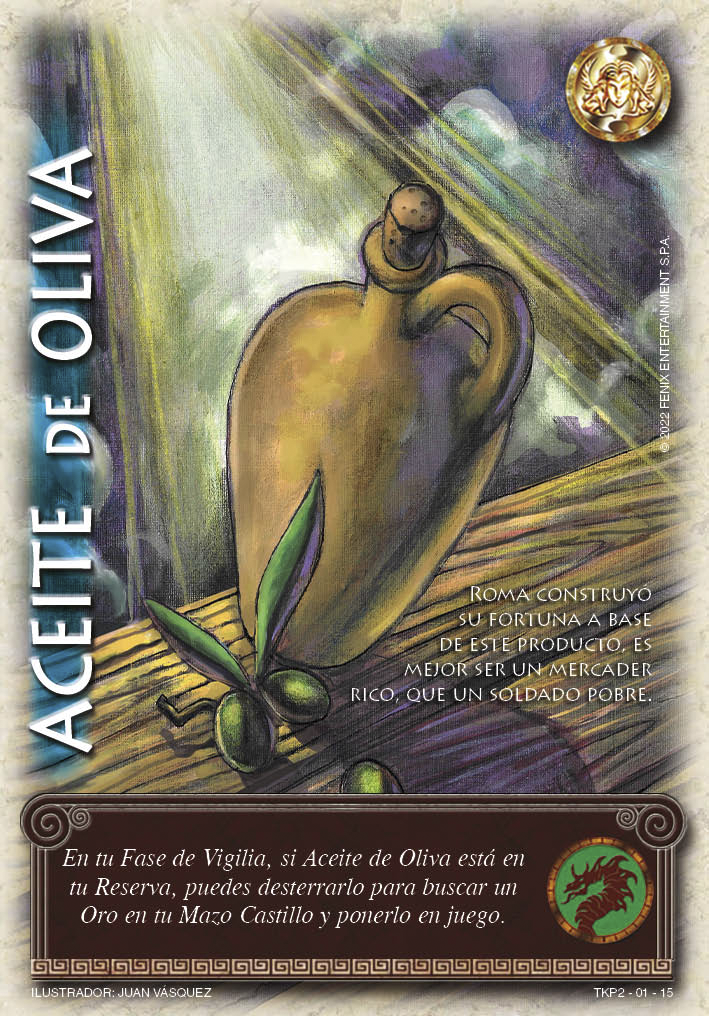 ACEITE DE OLIVA
© 2022 FENIX ENTERTAINMENT S.P.A.
ROMA CONSTRUYÓ
SU FORTUNA A BASE
DE ESTE PRODUCTO, ES
MEJOR SER UN MERCADER
RICO, QUE UN SOLDADO POBRE.
En tu Fase de Vigilia, si Aceite de Oliva está en
tu Reserva, puedes desterrarlo para buscar un
Oro en tu Mazo Castillo y ponerlo en juego.
ILUSTRADOR: JUAN VÁSQUEZ
TKP2 - 01 - 15